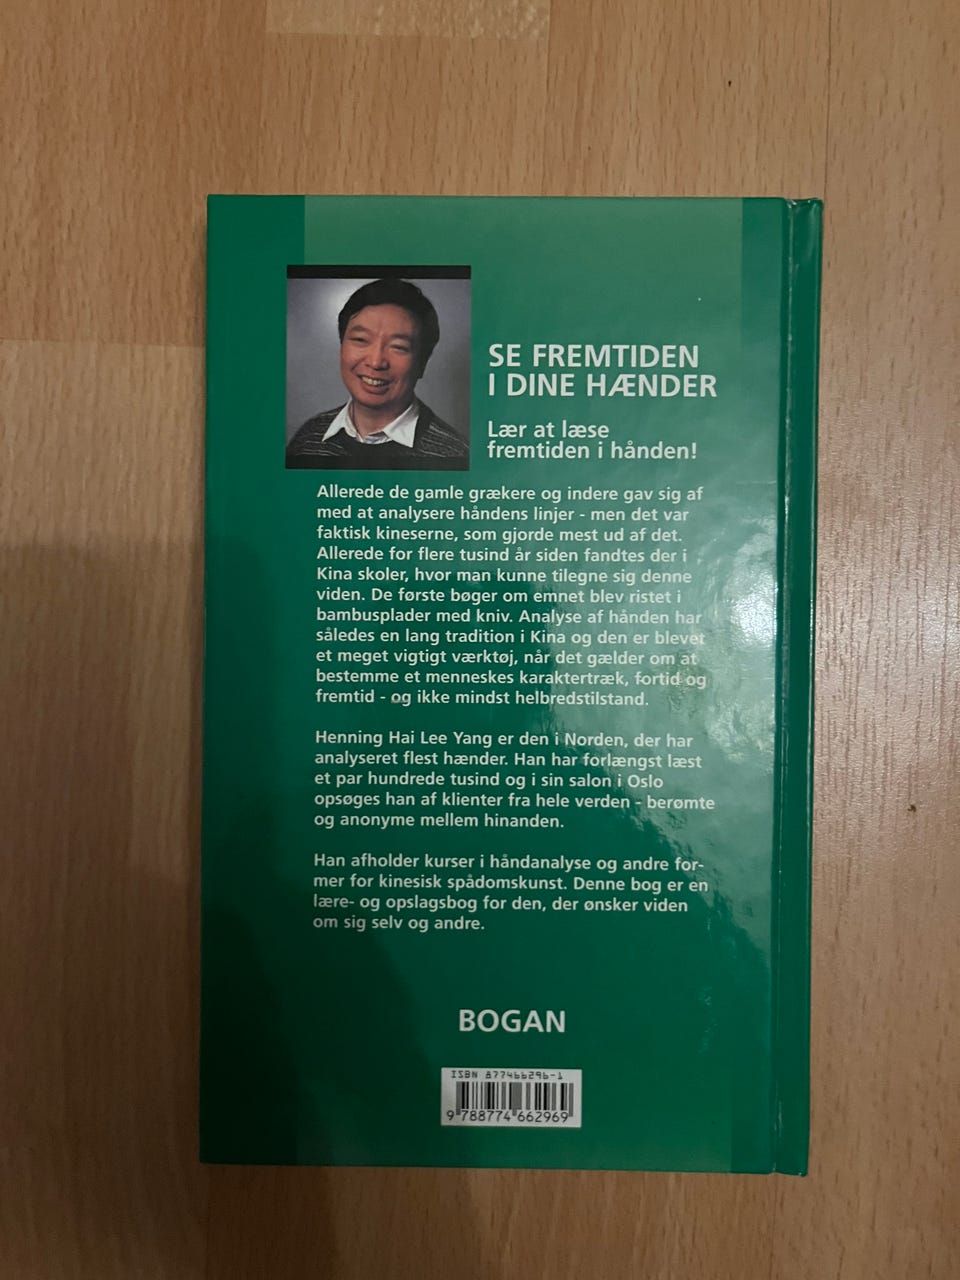 SE FREMTIDEN
I DINE HÆNDER
Lær at læse
fremtiden i hånden!
Allerede de gamle grækere og indere gav sig af
med at analysere håndens linjer - men det var
faktisk kineserne, som gjorde mest ud af det.
Allerede for flere tusind år siden fandtes der i
Kina skoler, hvor man kunne tilegne sig denne
viden. De første bøger om emnet blev ristet i
bambusplader med kniv. Analyse af hånden har
således en lang tradition i Kina og den er blevet
et meget vigtigt værktøj, når det gælder om at
bestemme et menneskes karaktertræk, fortid og
fremtid - og ikke mindst helbredstilstand.
Henning Hai Lee Yang er den i Norden, der har
analyseret flest hænder. Han har forlængst læst
et par hundrede tusind og i sin salon i Oslo
opsøges han af klienter fra hele verden - berømte
og anonyme mellem hinanden.
Han afholder kurser i håndanalyse og andre for-
mer for kinesisk spådomskunst. Denne bog er en
lære- og opslagsbog for den, der ønsker viden
om sig selv og andre.
BOGAN
ISBN 877466296-1
9 788774 662969